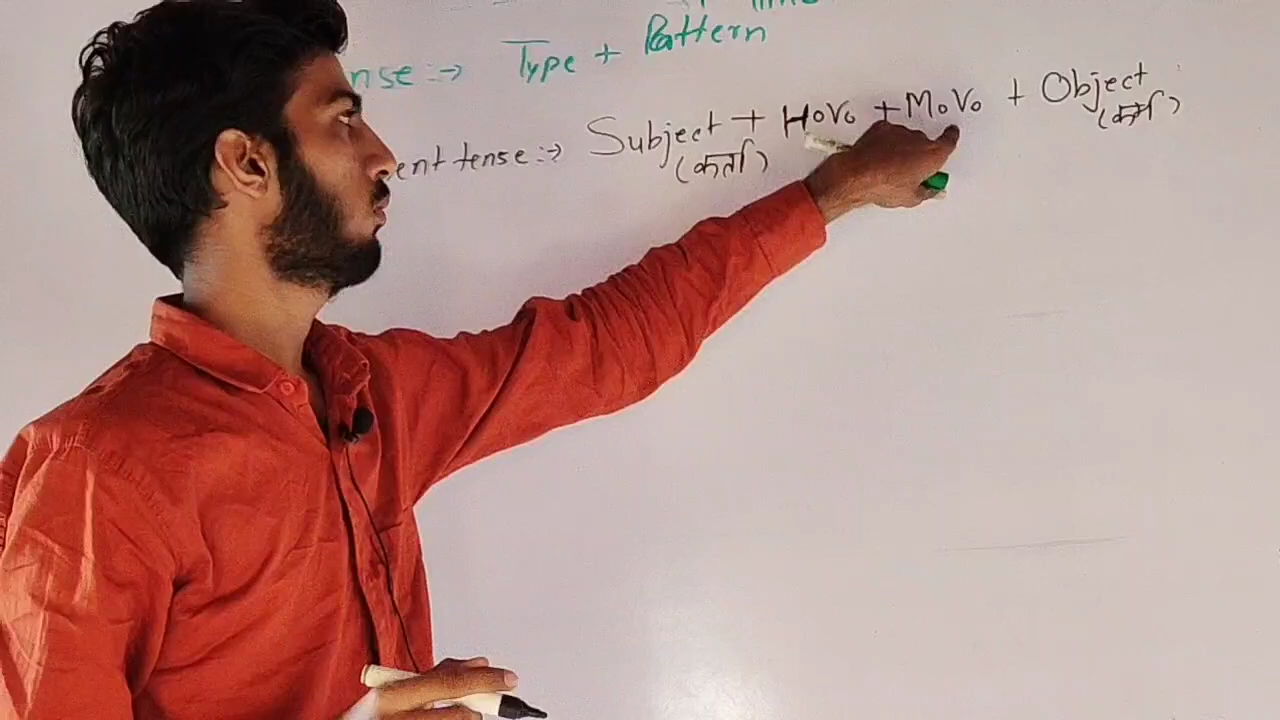 nse :→ Type + Pattern
ent tense :→ Subject + H.V. + M.V. + Object
(कर्ता) (कर्म)